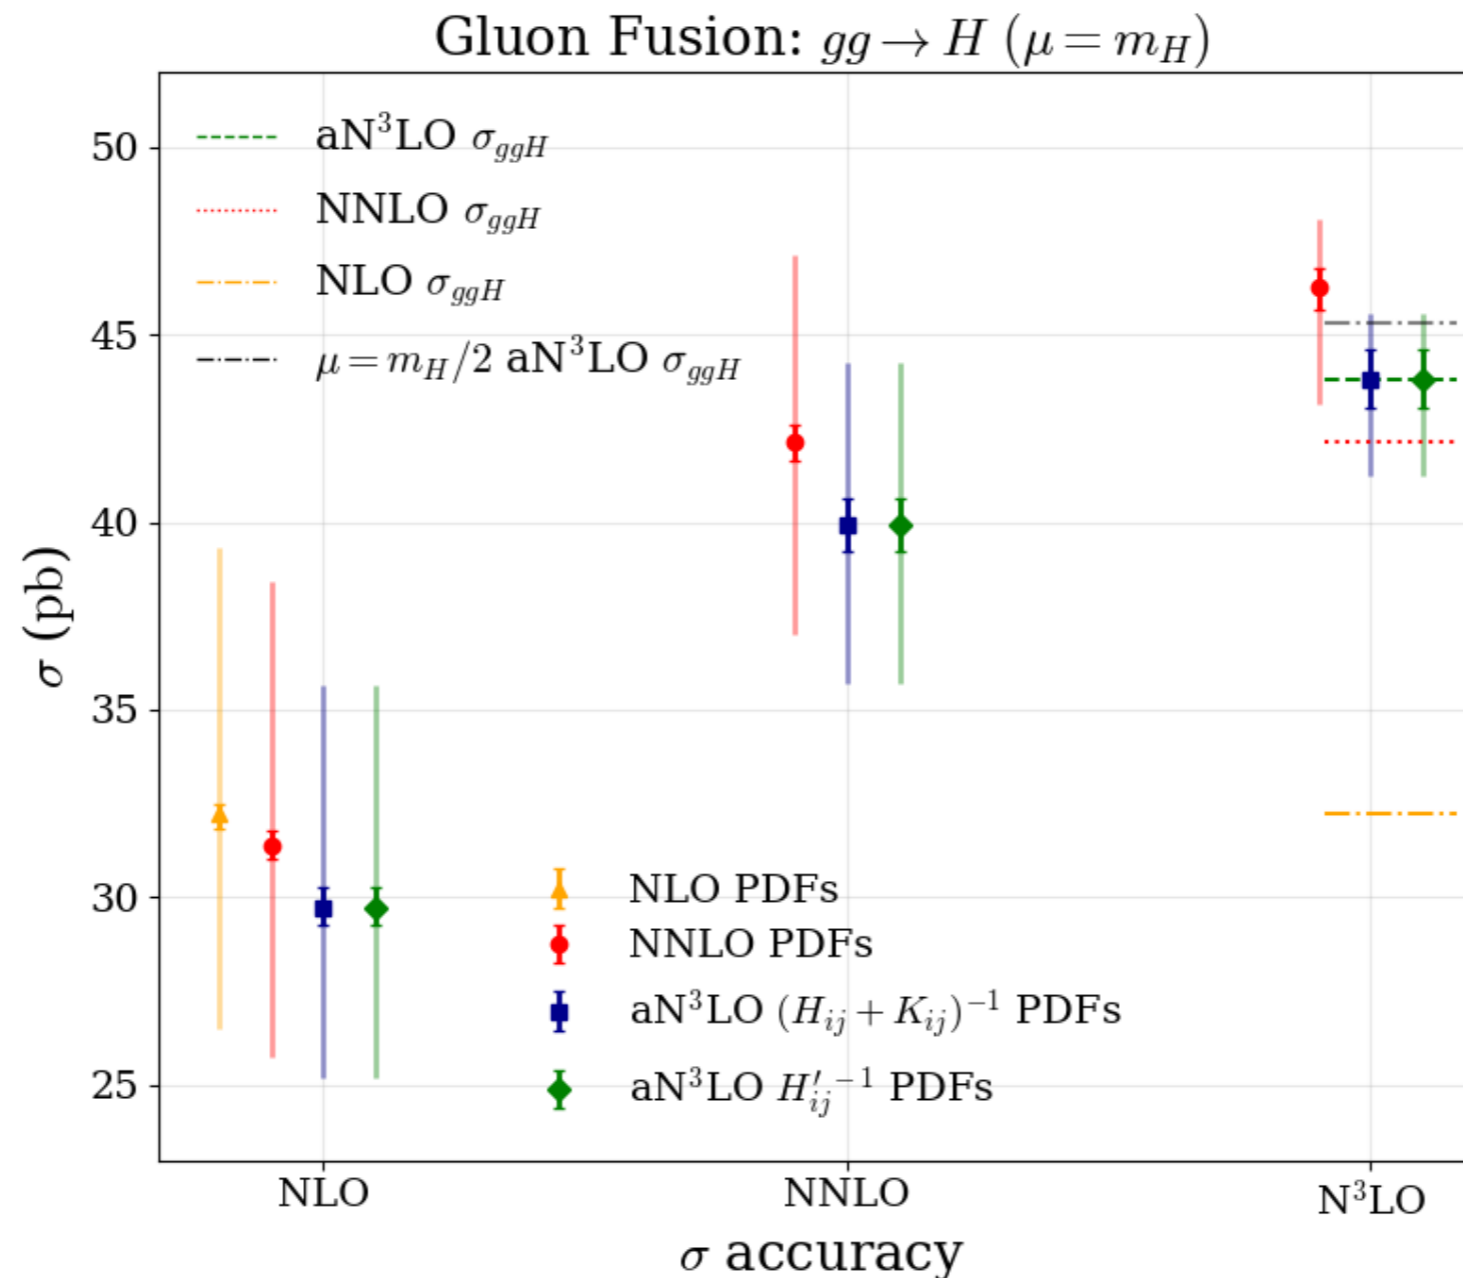 Gluon Fusion: gg → H (μ = m_H)
aN³LO σ_ggH
NNLO σ_ggH
NLO σ_ggH
μ = m_H/2 aN³LO σ_ggH
50
45
40
35
30
25
σ (pb)
NLO PDFs
NNLO PDFs
aN³LO (H_ij + K_ij)⁻¹ PDFs
aN³LO H′_ij⁻¹ PDFs
NLO
NNLO
N³LO
σ accuracy